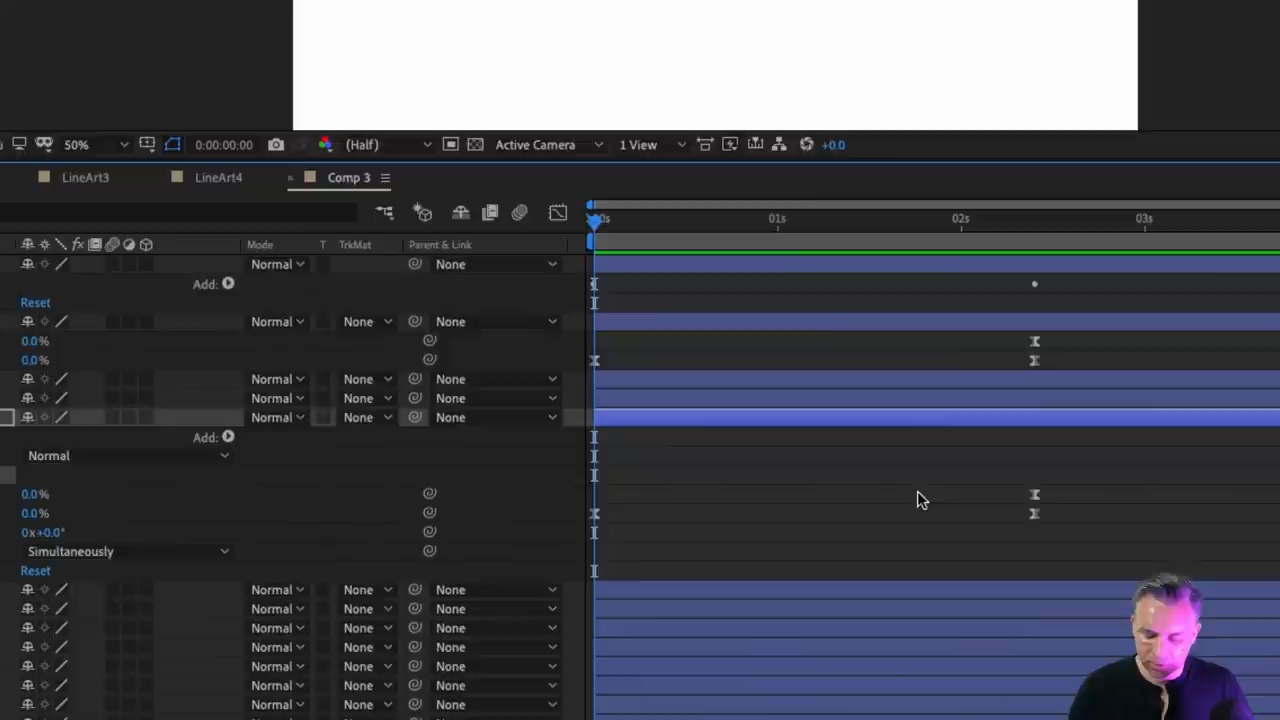 50% 0:00:00:00 (Half) Active Camera 1 View +0.0
LineArt3 LineArt4 Comp 3
0s 01s 02s 03s
fx Mode T TrkMat Parent & Link
Normal None
Add:
Reset
Normal None None
0.0%
0.0%
Normal None None
Normal None None
Normal None None
Add:
Normal
0.0%
0.0%
0x+0.0°
Simultaneously
Reset
Normal None None
Normal None None
Normal None None
Normal None None
Normal None None
Normal None None
Normal None None